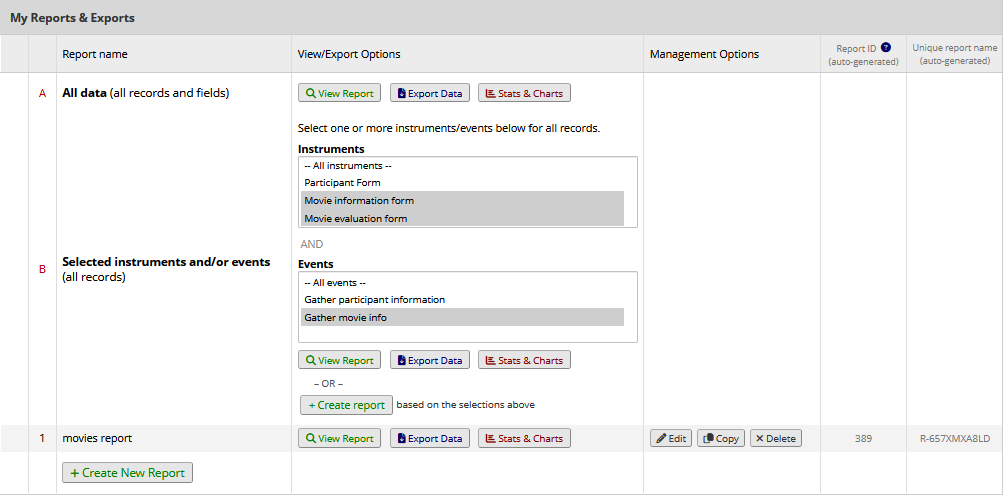 My Reports & Exports
Report name View/Export Options Management Options Report ID ? (auto-generated) Unique report name (auto-generated)
A All data (all records and fields) View Report Export Data Stats & Charts
Select one or more instruments/events below for all records.
Instruments
-- All instruments --
Participant Form
Movie information form
Movie evaluation form
AND
B Selected instruments and/or events
(all records)
Events
-- All events --
Gather participant information
Gather movie info
View Report Export Data Stats & Charts
– OR –
+ Create report based on the selections above
1 movies report View Report Export Data Stats & Charts Edit Copy × Delete 389 R-657XMXA8LD
+ Create New Report